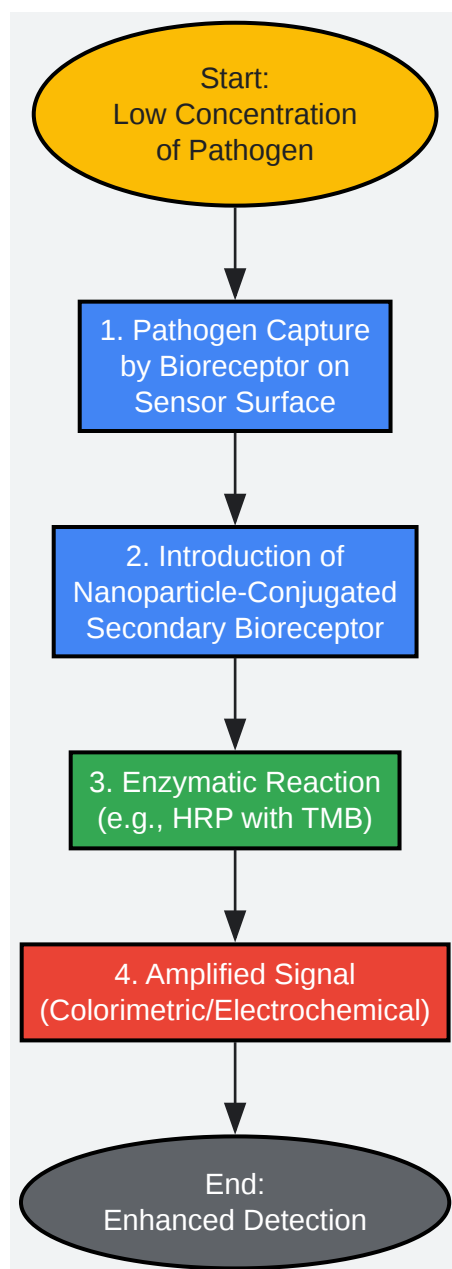 Start:
Low Concentration
of Pathogen
1. Pathogen Capture
by Bioreceptor on
Sensor Surface
2. Introduction of
Nanoparticle-Conjugated
Secondary Bioreceptor
3. Enzymatic Reaction
(e.g., HRP with TMB)
4. Amplified Signal
(Colorimetric/Electrochemical)
End:
Enhanced Detection